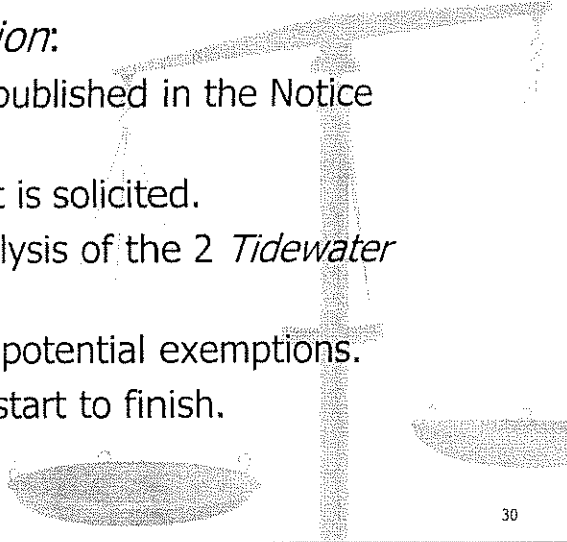 ion:
published in the Notice
t is solicited.
lysis of the 2 Tidewater
potential exemptions.
start to finish.
30